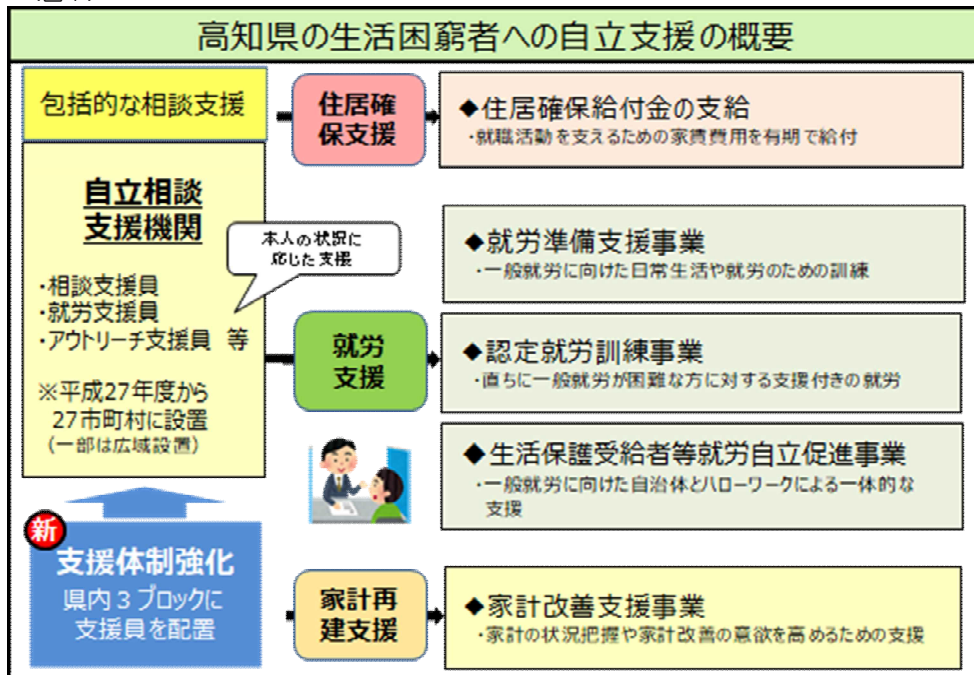 高知県の生活困窮者への自立支援の概要
包括的な相談支援
自立相談
支援機関
・相談支援員
・就労支援員
・アウトリーチ支援員 等
※平成27年度から
27市町村に設置
(一部は広域設置)
本人の状況に
応じた支援
新
支援体制強化
県内3ブロックに
支援員を配置
住居確
保支援
◆住居確保給付金の支給
・就職活動を支えるための家賃費用を有期で給付
就労
支援
◆就労準備支援事業
・一般就労に向けた日常生活や就労のための訓練
◆認定就労訓練事業
・直ちに一般就労が困難な方に対する支援付きの就労
◆生活保護受給者等就労自立促進事業
・一般就労に向けた自治体とハローワークによる一体的な
支援
家計再
建支援
◆家計改善支援事業
・家計の状況把握や家計改善の意欲を高めるための支援